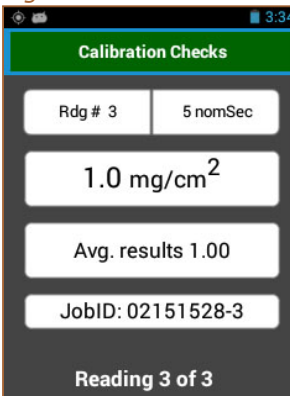 3:34
Calibration Checks
Rdg # 3 5 nomSec
1.0 mg/cm²
Avg. results 1.00
JobID: 02151528-3
Reading 3 of 3